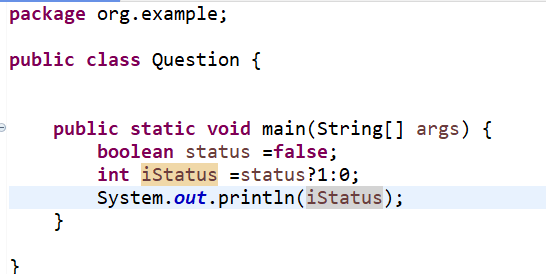 package org.example;
public class Question {
public static void main(String[] args) {
boolean status =false;
int iStatus =status?1:0;
System.out.println(iStatus);
}
}